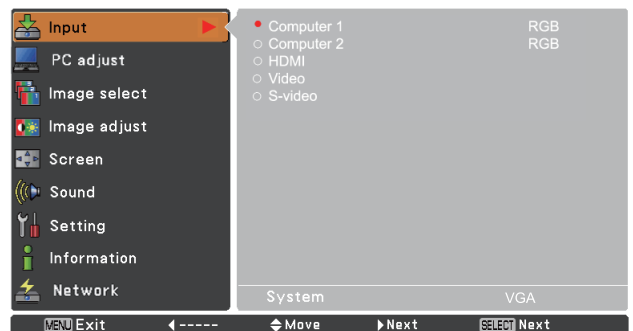 Input
PC adjust
Image select
Image adjust
Screen
Sound
Setting
Information
Network
Computer 1 RGB
Computer 2 RGB
HDMI
Video
S-video
System VGA
MENU Exit ----- Move Next SELECT Next